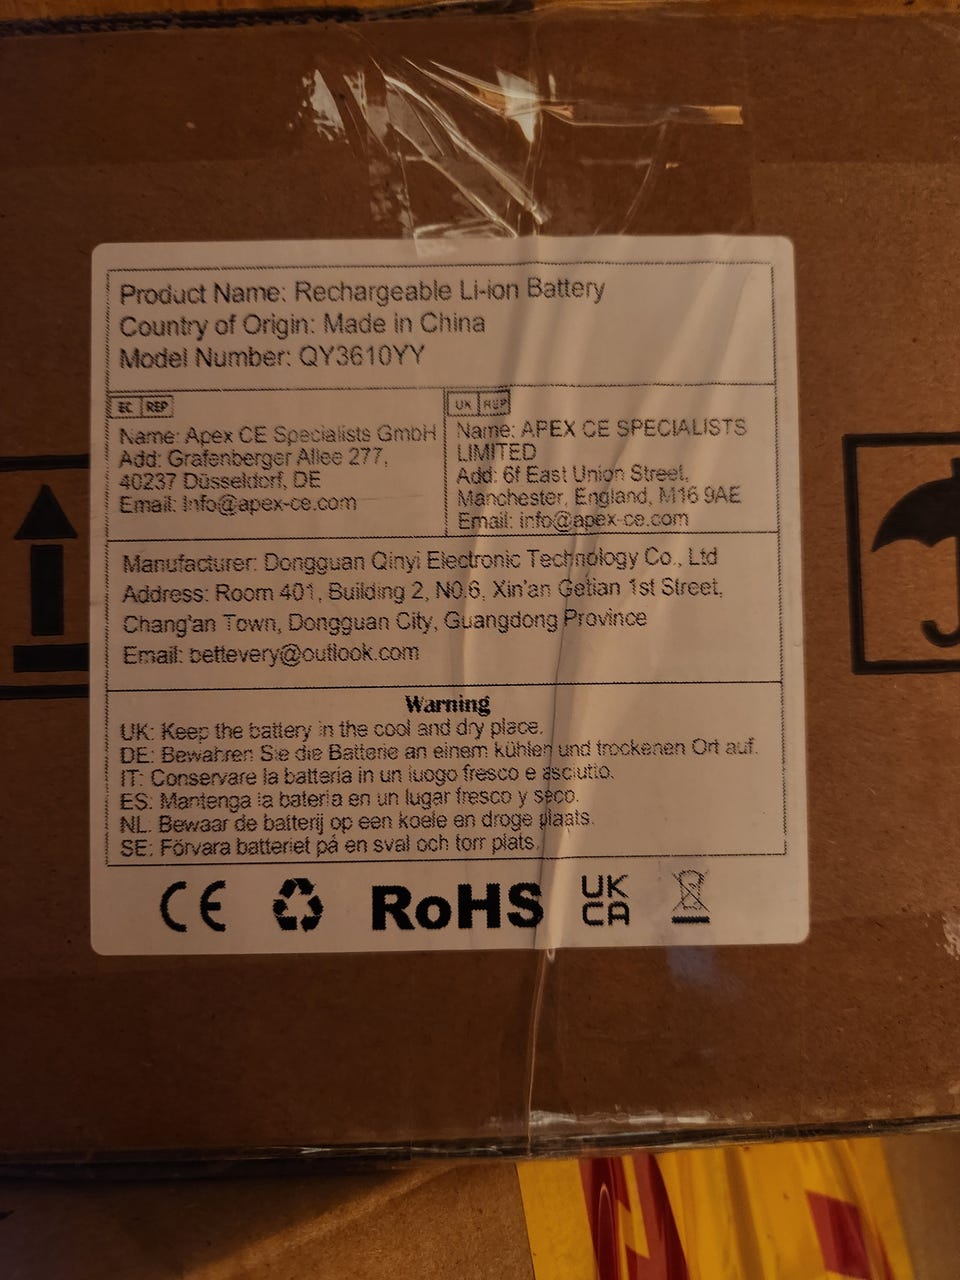 Product Name: Rechargeable Li-ion Battery
Country of Origin: Made in China
Model Number: QY3610YY
EC REP
Name: Apex CE Specialists GmbH
Add: Grafenberger Allee 277,
40237 Düsseldorf, DE
Email: Info@apex-ce.com
UK REP
Name: APEX CE SPECIALISTS
LIMITED
Add: 6f East Union Street,
Manchester, England, M16 9AE
Email: info@apex-ce.com
Manufacturer: Dongguan Qinyi Electronic Technology Co., Ltd
Address: Room 401, Building 2, N0.6, Xin'an Getian 1st Street,
Chang'an Town, Dongguan City, Guangdong Province
Email: bettevery@outlook.com
Warning
UK: Keep the battery in the cool and dry place.
DE: Bewahren Sie die Batterie an einem kühlen und trockenen Ort auf.
IT: Conservare la batteria in un luogo fresco e asciutto.
ES: Mantenga la bateria en un lugar fresco y seco.
NL: Bewaar de batterij op een koele en droge plaats.
SE: Förvara batteriet på en sval och torr plats.
CE RoHS UK
CA